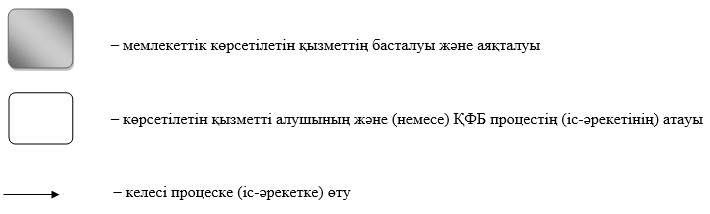 – мемлекеттік көрсетілетін қызметтің басталуы және аяқталуы
– көрсетілетін қызметті алушының және (немесе) ҚФБ процестің (іс-әрекетінің) атауы
– келесі процеске (іс-әрекетке) өту